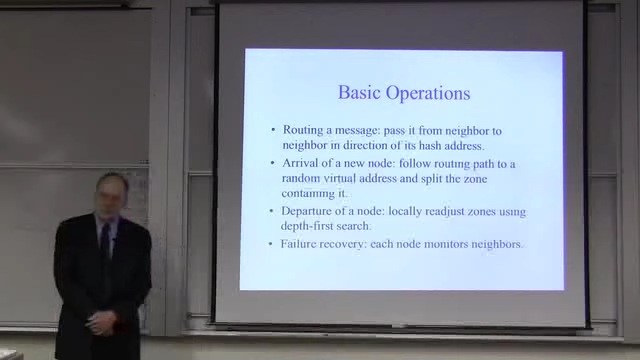 Basic Operations
• Routing a message: pass it from neighbor to
neighbor in direction of its hash address.
• Arrival of a new node: follow routing path to a
random virtual address and split the zone
containing it.
• Departure of a node: locally readjust zones using
depth-first search.
• Failure recovery: each node monitors neighbors.